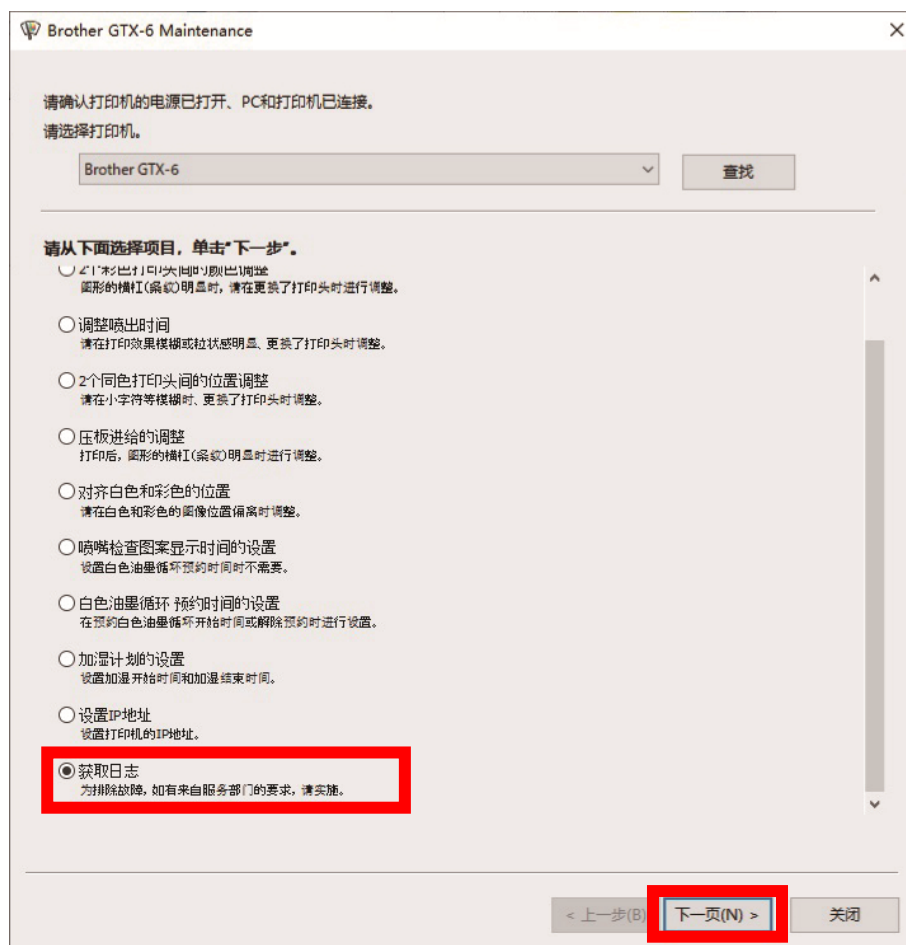 Brother GTX-6 Maintenance
请确认打印机的电源已打开、PC和打印机已连接。
请选择打印机。
Brother GTX-6
查找
请从下面选择项目，单击"下一步"。
2个彩色打印头间的颜色调整
图形的横杠(条纹)明显时，请在更换了打印头时进行调整。
调整喷出时间
请在打印效果模糊或粒状感明显、更换了打印头时调整。
2个同色打印头间的位置调整
请在小字符等模糊时、更换了打印头时调整。
压板进给的调整
打印后，图形的横杠(条纹)明显时进行调整。
对齐白色和彩色的位置
请在白色和彩色的图像位置偏离时调整。
喷嘴检查图案显示时间的设置
设置白色油墨循环预约时间时不需要。
白色油墨循环 预约时间的设置
在预约白色油墨循环开始时间或解除预约时进行设置。
加湿计划的设置
设置加湿开始时间和加湿结束时间。
设置IP地址
设置打印机的IP地址。
获取日志
为排除故障，如有来自服务部门的要求，请实施。
< 上一步(B)
下一页(N) >
关闭